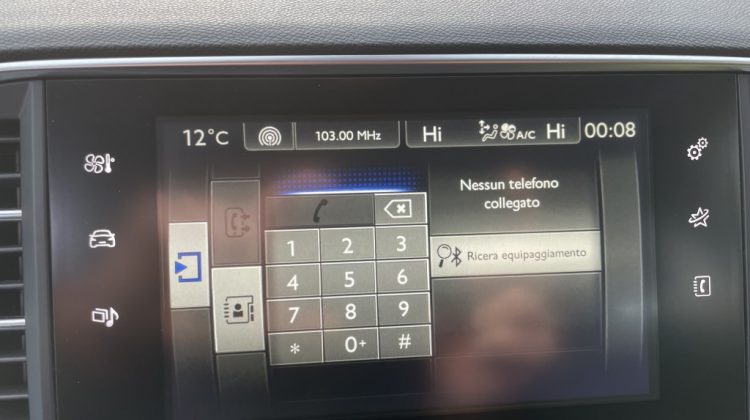 12°C
103.00 MHz
Hi
A/C
Hi
00:08
Nessun telefono
collegato
1 2 3
4 5 6
7 8 9
* 0+ #
Ricera equipaggiamento